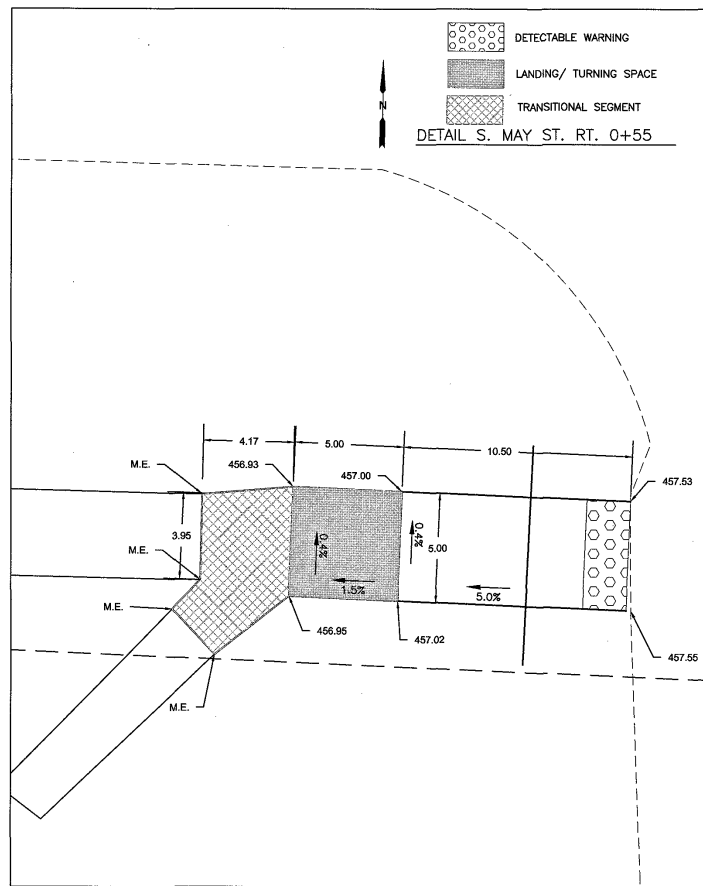 DETECTABLE WARNING
LANDING/ TURNING SPACE
TRANSITIONAL SEGMENT
N
DETAIL S. MAY ST. RT. 0+55
4.17
5.00
10.50
M.E.
456.93
457.00
457.53
3.95
0.4%
0.4%
5.00
M.E.
1.5%
5.0%
M.E.
456.95
457.02
457.55
M.E.